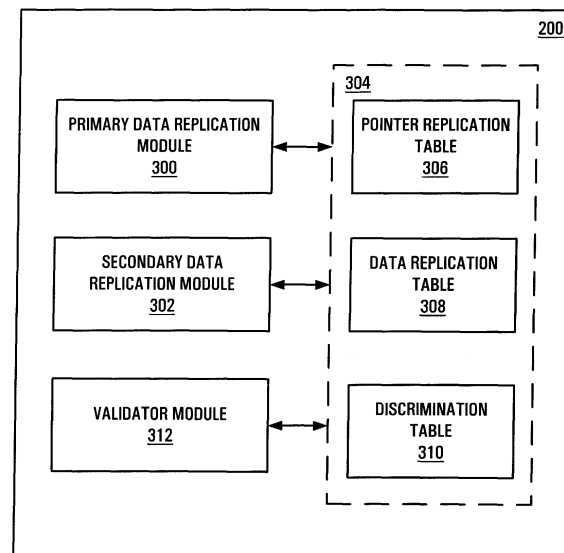 200
304
PRIMARY DATA REPLICATION
MODULE
300
POINTER REPLICATION
TABLE
306
SECONDARY DATA
REPLICATION MODULE
302
DATA REPLICATION
TABLE
308
VALIDATOR MODULE
312
DISCRIMINATION
TABLE
310